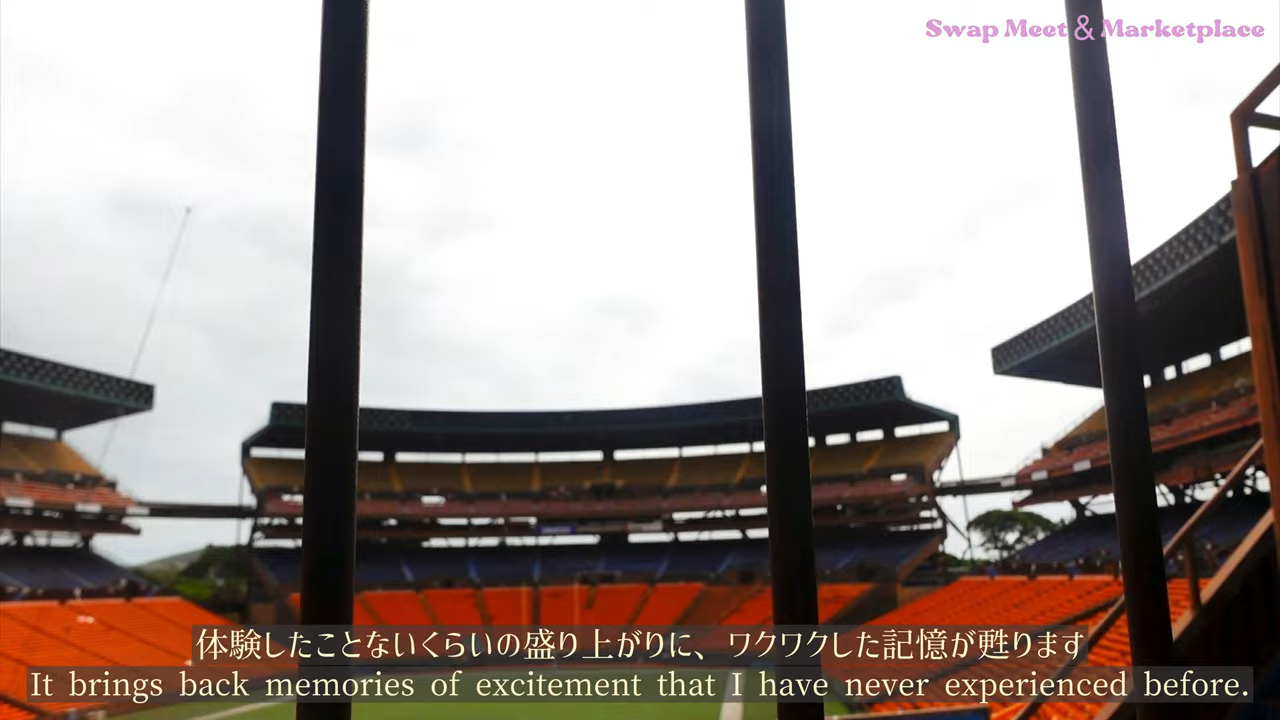 Swap Meet & Marketplace
体験したことないくらいの盛り上がりに、ワクワクした記憶が甦ります
It brings back memories of excitement that I have never experienced before.